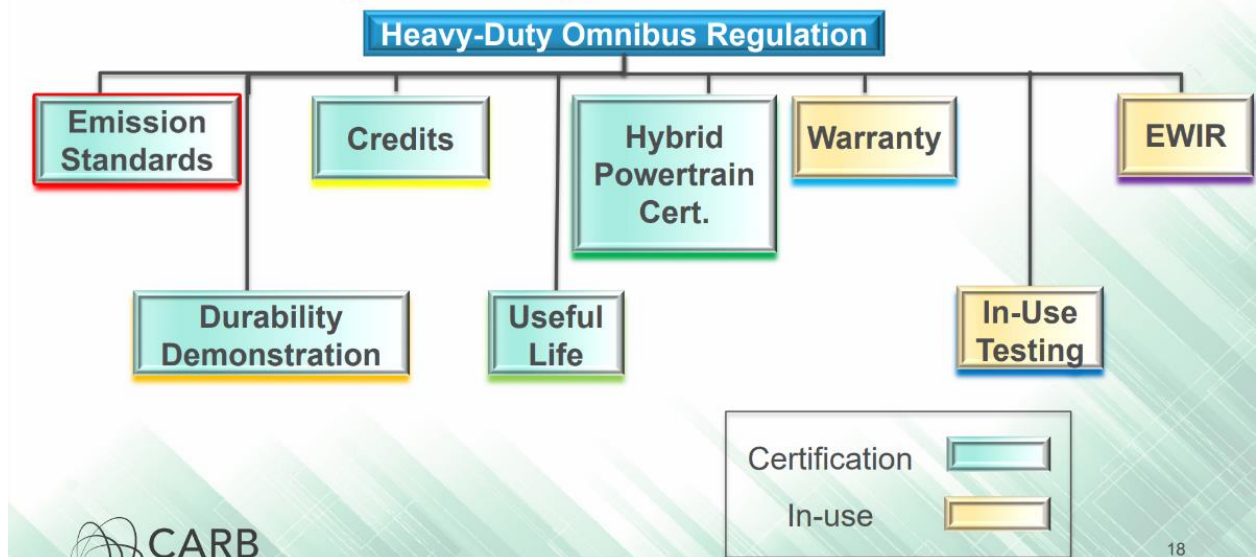 Heavy-Duty Omnibus Regulation
Emission
Standards
Credits
Hybrid
Powertrain
Cert.
Warranty
EWIR
Durability
Demonstration
Useful
Life
In-Use
Testing
Certification
In-use
CARB
18